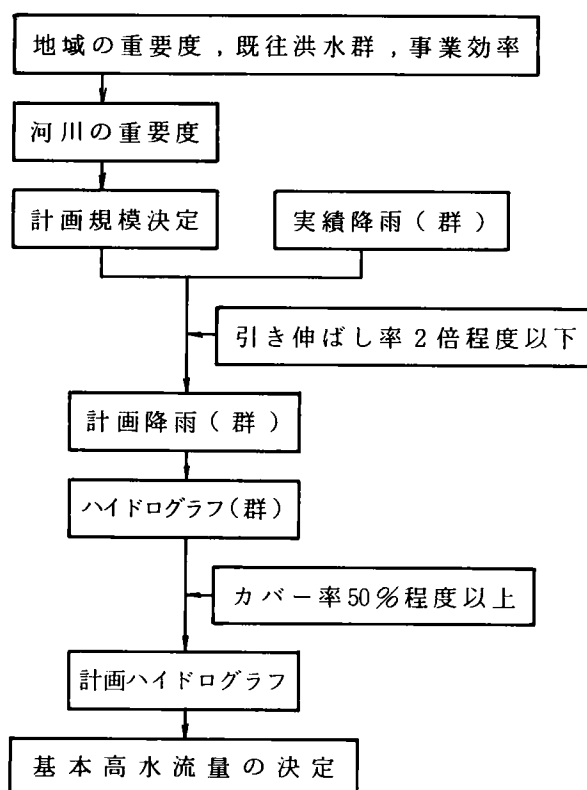 地域の重要度，既往洪水群，事業効率
河川の重要度
計画規模決定
実績降雨（群）
引き伸ばし率2倍程度以下
計画降雨（群）
ハイドログラフ（群）
カバー率50％程度以上
計画ハイドログラフ
基本高水流量の決定